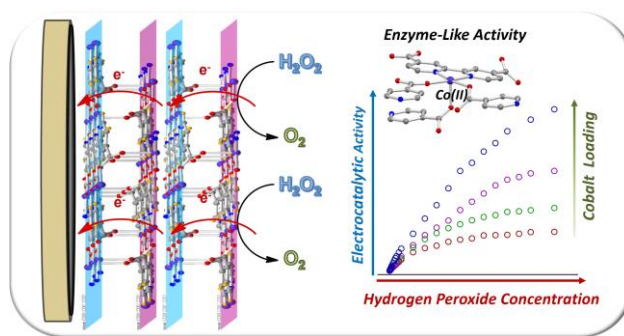 e-
e-
H2O2
O2
e-
e-
H2O2
O2
Enzyme-Like Activity
Co(II)
Electrocatalytic Activity
Cobalt Loading
Hydrogen Peroxide Concentration